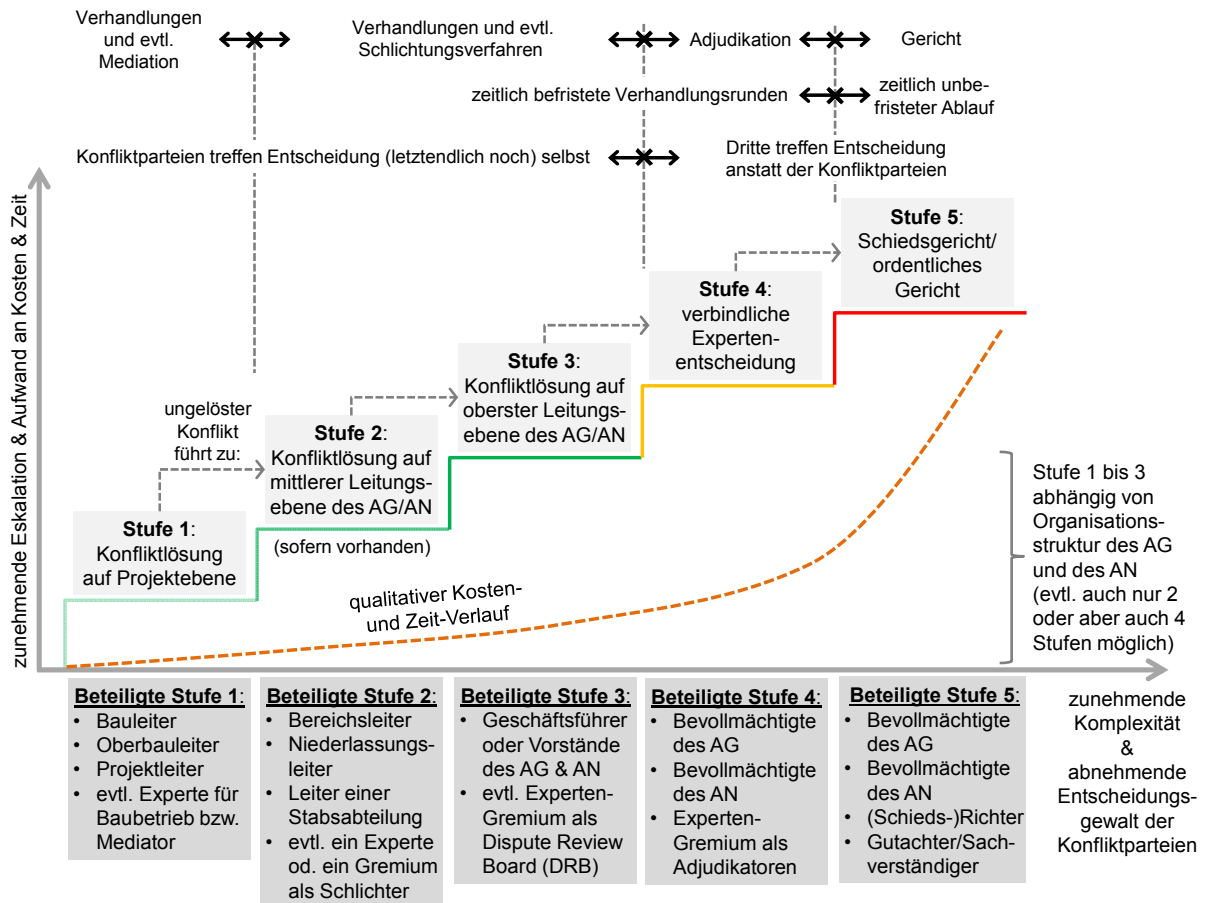 Verhandlungen
und evtl.
Mediation
Verhandlungen und evtl.
Schlichtungsverfahren
Adjudikation
Gericht
zeitlich befristete Verhandlungsrunden
zeitlich unbe-
fristeter Ablauf
Konfliktparteien treffen Entscheidung (letztendlich noch) selbst
Dritte treffen Entscheidung
anstatt der Konfliktparteien
zunehmende Eskalation & Aufwand an Kosten & Zeit
Stufe 5:
Schiedsgericht/
ordentliches
Gericht
Stufe 4:
verbindliche
Experten-
entscheidung
Stufe 3:
Konfliktlösung auf
oberster Leitungs-
ebene des AG/AN
ungelöster
Konflikt
führt zu:
Stufe 2:
Konfliktlösung auf
mittlerer Leitungs-
ebene des AG/AN
(sofern vorhanden)
Stufe 1:
Konfliktlösung
auf Projektebene
qualitativer Kosten-
und Zeit-Verlauf
Stufe 1 bis 3
abhängig von
Organisations-
struktur des AG
und des AN
(evtl. auch nur 2
oder aber auch 4
Stufen möglich)
Beteiligte Stufe 1:
• Bauleiter
• Oberbauleiter
• Projektleiter
• evtl. Experte für
Baubetrieb bzw.
Mediator
Beteiligte Stufe 2:
• Bereichsleiter
• Niederlassungs-
leiter
• Leiter einer
Stabsabteilung
• evtl. ein Experte
od. ein Gremium
als Schlichter
Beteiligte Stufe 3:
• Geschäftsführer
oder Vorstände
des AG & AN
• evtl. Experten-
Gremium als
Dispute Review
Board (DRB)
Beteiligte Stufe 4:
• Bevollmächtigte
des AG
• Bevollmächtigte
des AN
• Experten-
Gremium als
Adjudikatoren
Beteiligte Stufe 5:
• Bevollmächtigte
des AG
• Bevollmächtigte
des AN
• (Schieds-)Richter
• Gutachter/Sach-
verständiger
zunehmende
Komplexität
&
abnehmende
Entscheidungs-
gewalt der
Konfliktparteien